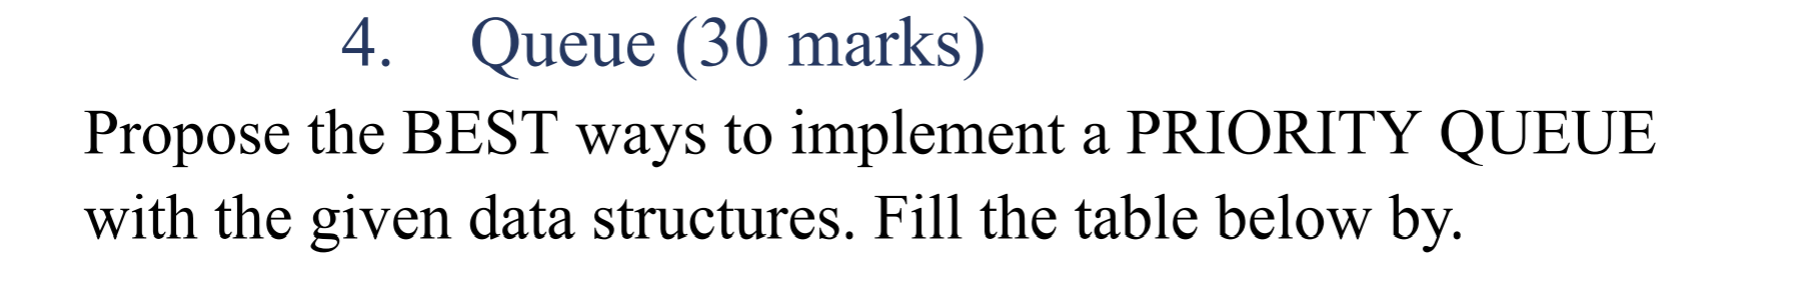 4. Queue (30 marks)
Propose the BEST ways to implement a PRIORITY QUEUE
with the given data structures. Fill the table below by.